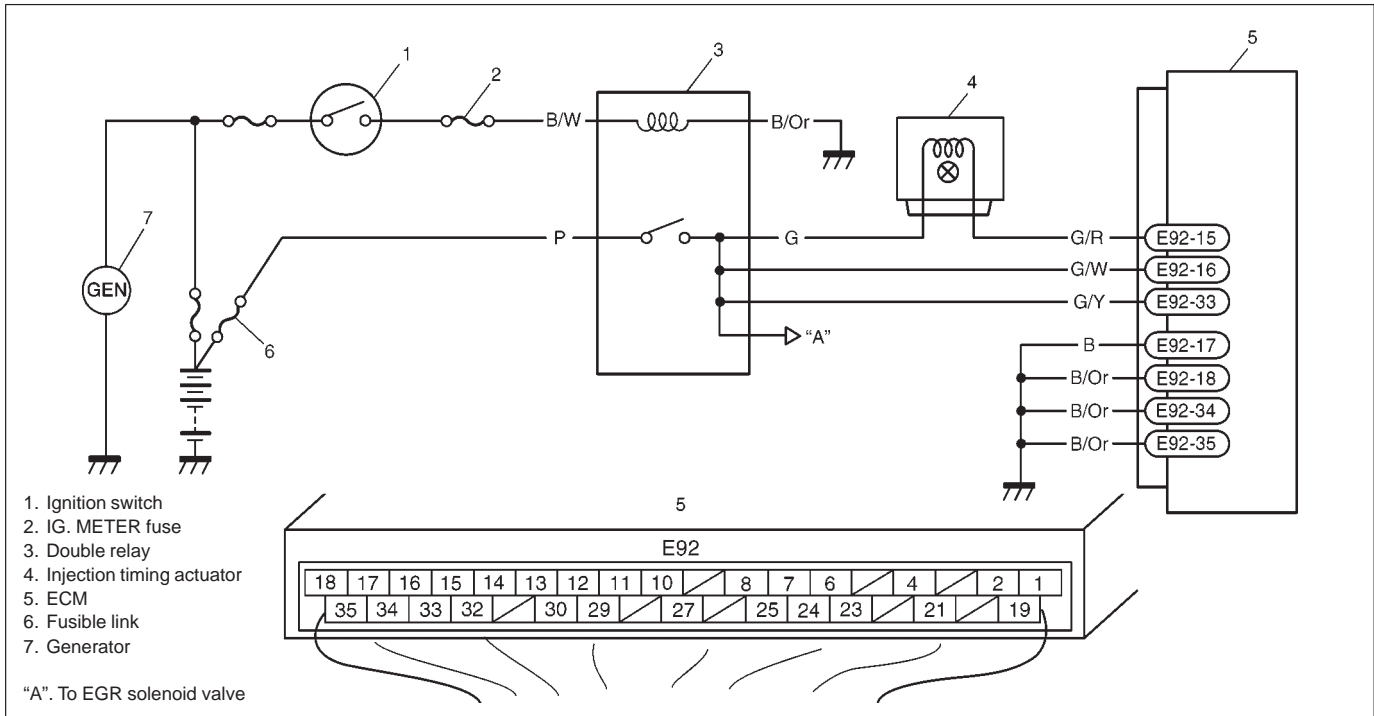 1
2
3
4
5
B/W
B/Or
7
GEN
P
G
G/R
E92-15
G/W
E92-16
G/Y
E92-33
"A"
6
B
E92-17
B/Or
E92-18
B/Or
E92-34
B/Or
E92-35
1. Ignition switch
2. IG. METER fuse
3. Double relay
4. Injection timing actuator
5. ECM
6. Fusible link
7. Generator
"A". To EGR solenoid valve
5
E92
18 17 16 15 14 13 12 11 10 8 7 6 4 2 1
35 34 33 32 30 29 27 25 24 23 21 19